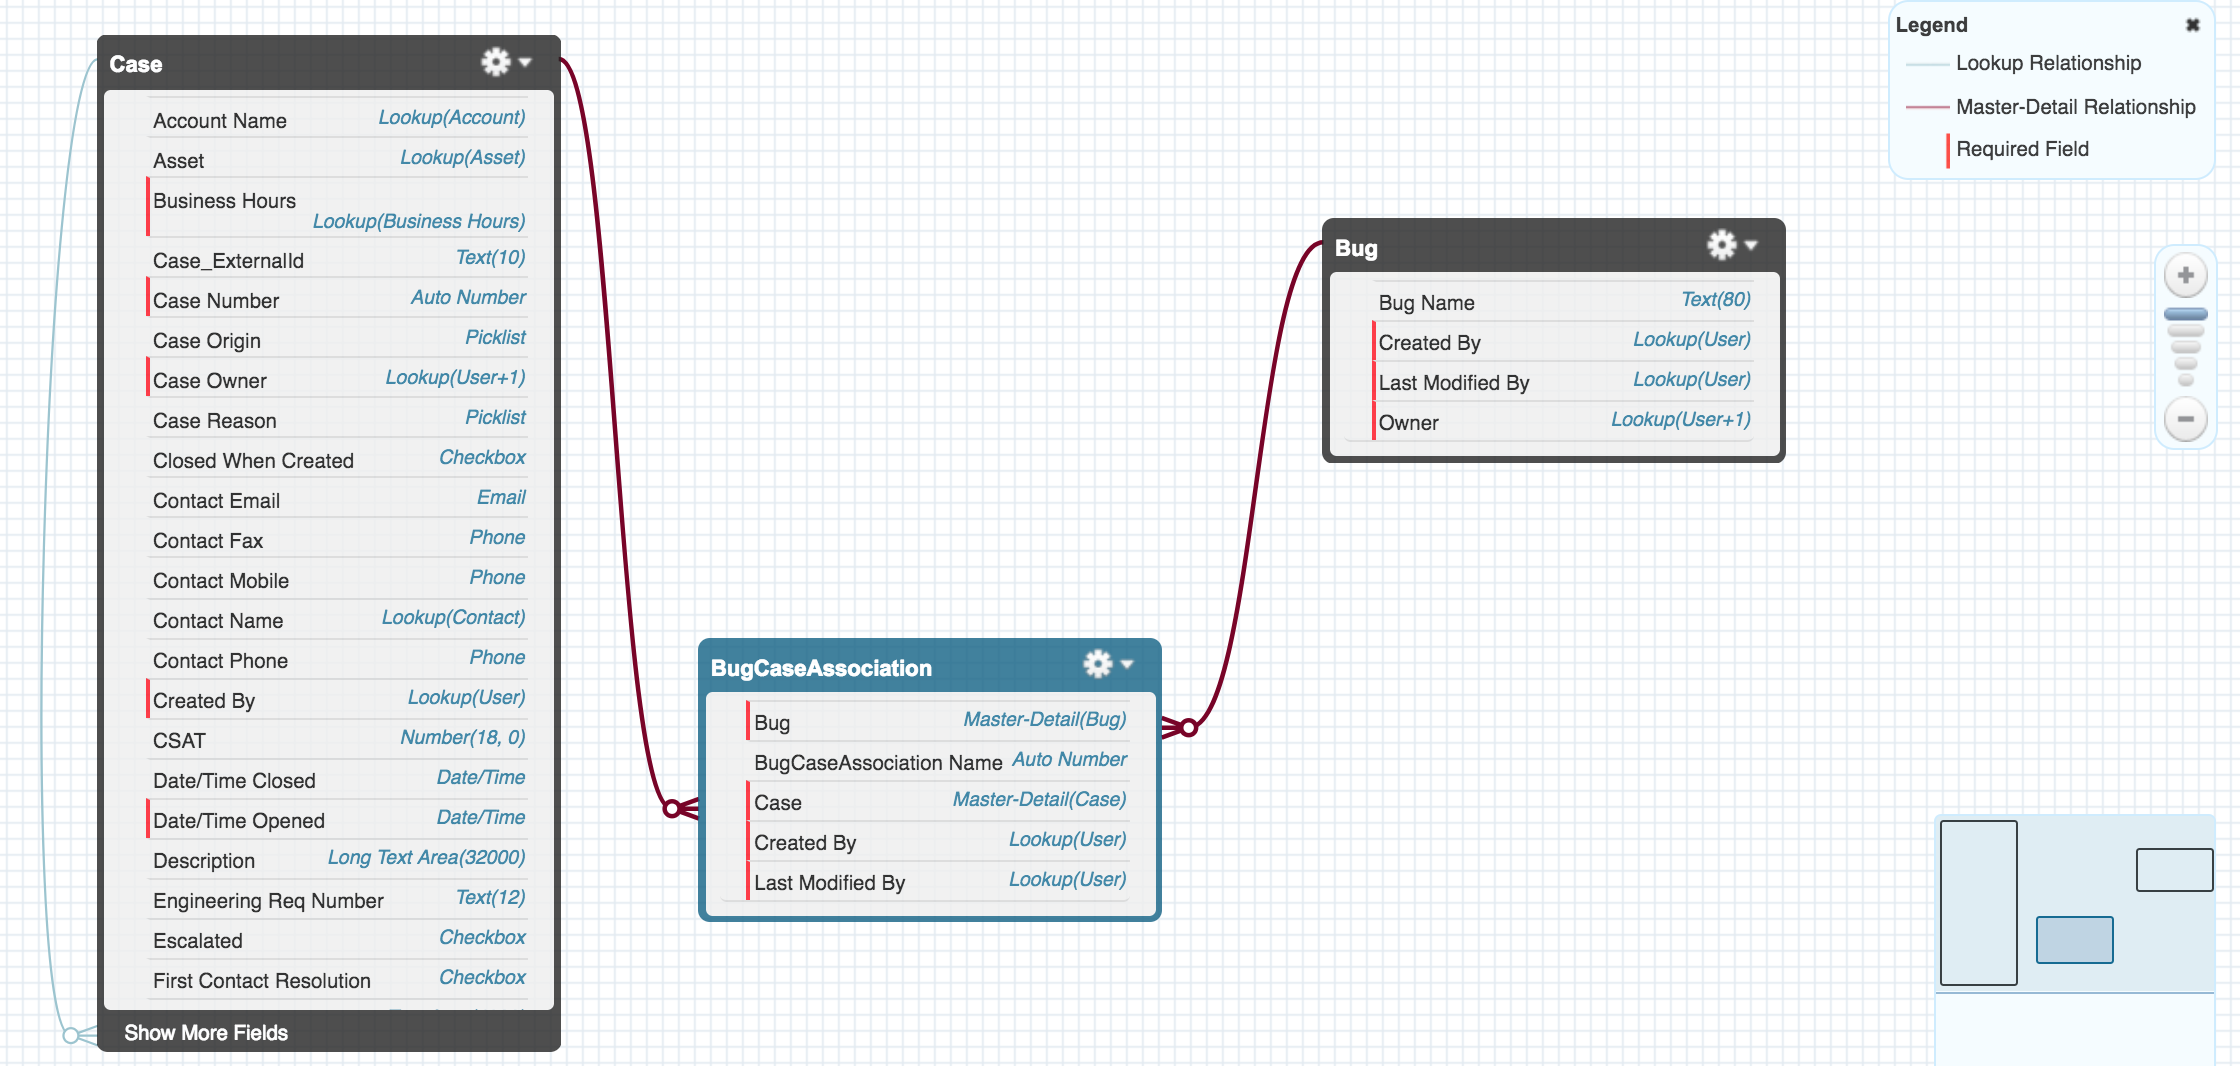 Case
Account Name Lookup(Account)
Asset Lookup(Asset)
Business Hours
Lookup(Business Hours)
Case_ExternalId Text(10)
Case Number Auto Number
Case Origin Picklist
Case Owner Lookup(User+1)
Case Reason Picklist
Closed When Created Checkbox
Contact Email Email
Contact Fax Phone
Contact Mobile Phone
Contact Name Lookup(Contact)
Contact Phone Phone
Created By Lookup(User)
CSAT Number(18, 0)
Date/Time Closed Date/Time
Date/Time Opened Date/Time
Description Long Text Area(32000)
Engineering Req Number Text(12)
Escalated Checkbox
First Contact Resolution Checkbox
Show More Fields
BugCaseAssociation
Bug Master-Detail(Bug)
BugCaseAssociation Name Auto Number
Case Master-Detail(Case)
Created By Lookup(User)
Last Modified By Lookup(User)
Bug
Bug Name Text(80)
Created By Lookup(User)
Last Modified By Lookup(User)
Owner Lookup(User+1)
Legend
Lookup Relationship
Master-Detail Relationship
Required Field